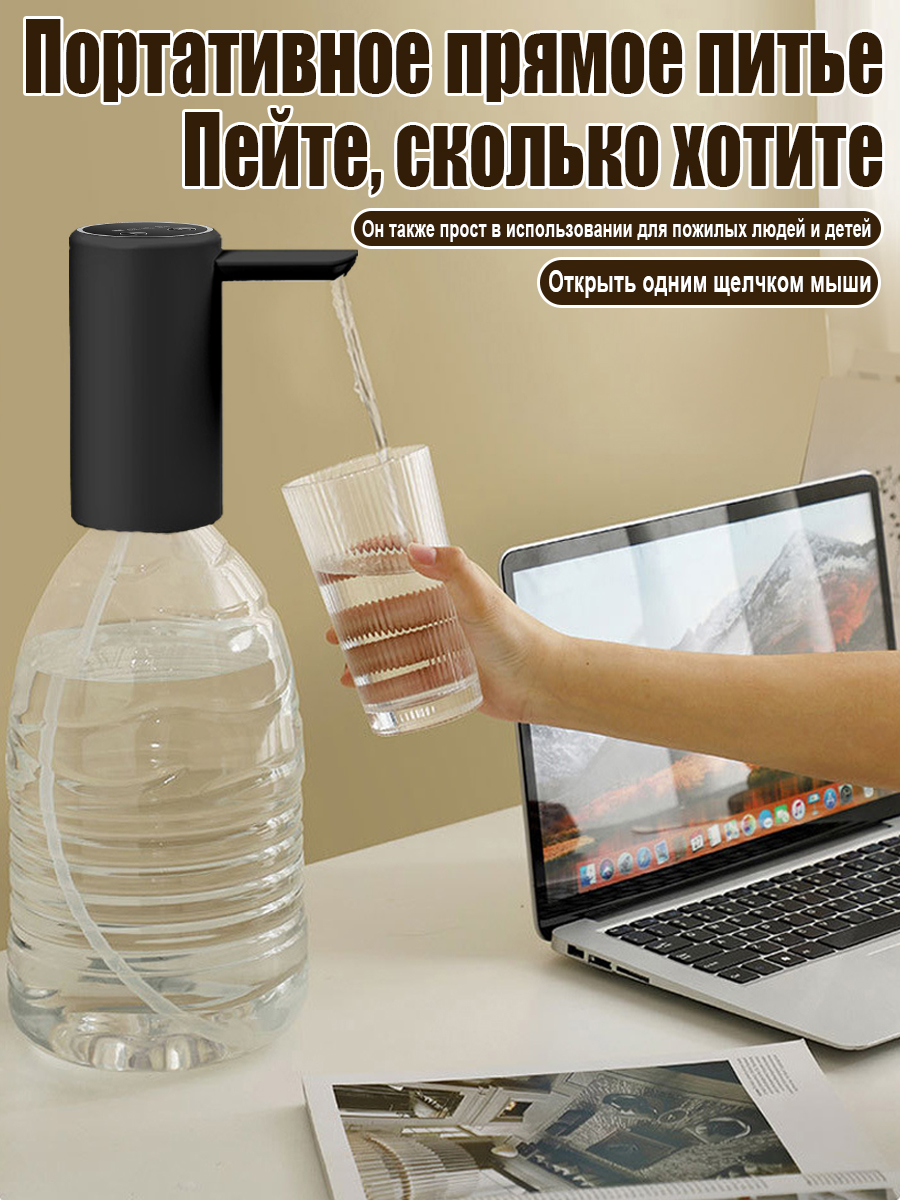 Портативное прямое питье
Пейте, сколько хотите
Он также прост в использовании для пожилых людей и детей
Открыть одним щелчком мыши